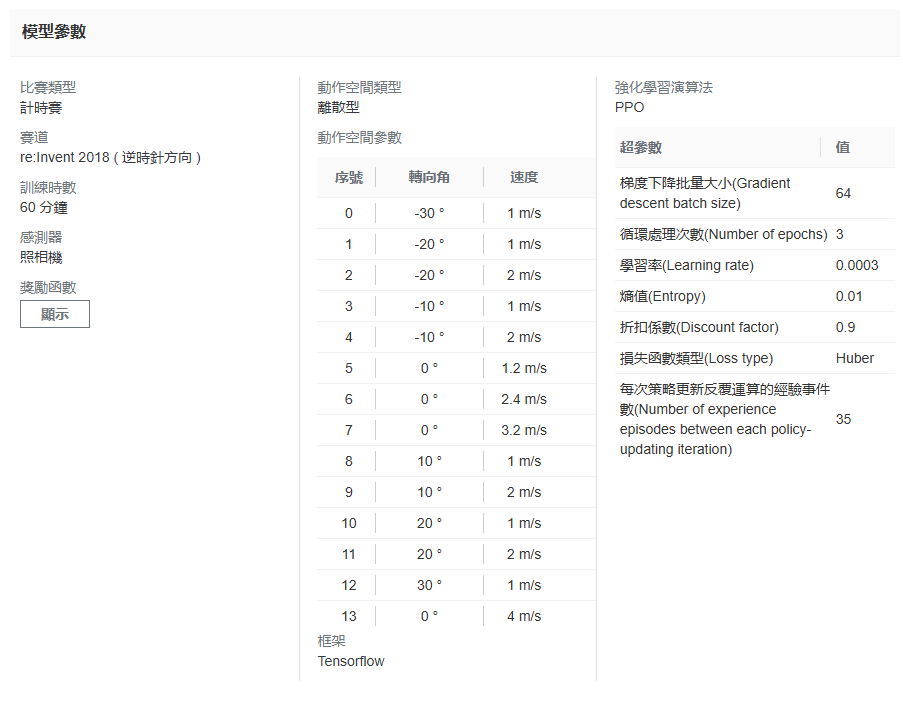 模型參數
比賽類型
計時賽
賽道
re:Invent 2018 ( 逆時針方向 )
訓練時數
60 分鐘
感測器
照相機
獎勵函數
顯示
動作空間類型
離散型
動作空間參數
序號 轉向角 速度
0 -30 ° 1 m/s
1 -20 ° 1 m/s
2 -20 ° 2 m/s
3 -10 ° 1 m/s
4 -10 ° 2 m/s
5 0 ° 1.2 m/s
6 0 ° 2.4 m/s
7 0 ° 3.2 m/s
8 10 ° 1 m/s
9 10 ° 2 m/s
10 20 ° 1 m/s
11 20 ° 2 m/s
12 30 ° 1 m/s
13 0 ° 4 m/s
框架
Tensorflow
強化學習演算法
PPO
超參數 值
梯度下降批量大小(Gradient
descent batch size) 64
循環處理次數(Number of epochs) 3
學習率(Learning rate) 0.0003
熵值(Entropy) 0.01
折扣係數(Discount factor) 0.9
損失函數類型(Loss type) Huber
每次策略更新反覆運算的經驗事件
數(Number of experience
episodes between each policy-
updating iteration) 35